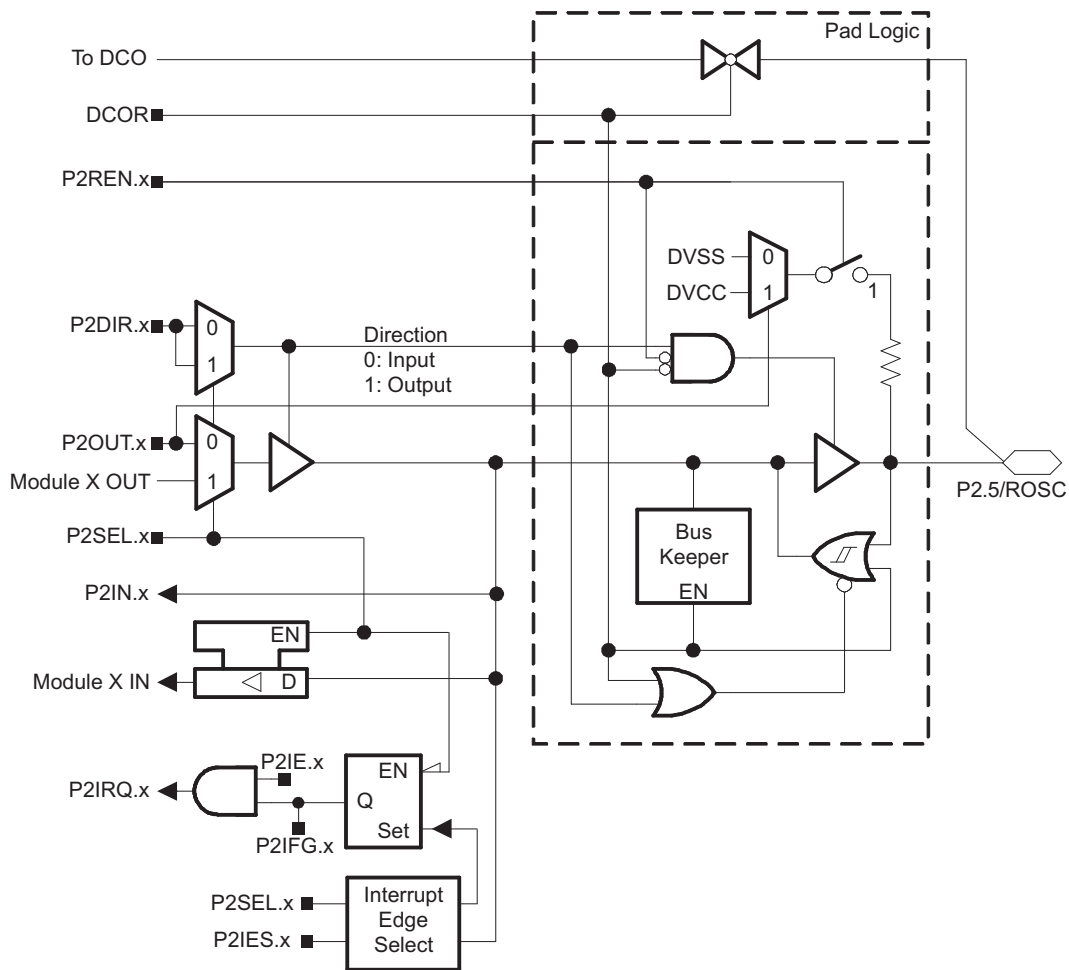 Pad Logic
To DCO
DCOR
P2REN.x
DVSS
0
DVCC
1
1
P2DIR.x
0
1
Direction
0: Input
1: Output
P2OUT.x
0
Module X OUT
1
P2.5/ROSC
P2SEL.x
Bus
Keeper
EN
P2IN.x
EN
Module X IN
D
P2IE.x
EN
P2IRQ.x
Q
Set
P2IFG.x
P2SEL.x
P2IES.x
Interrupt
Edge
Select